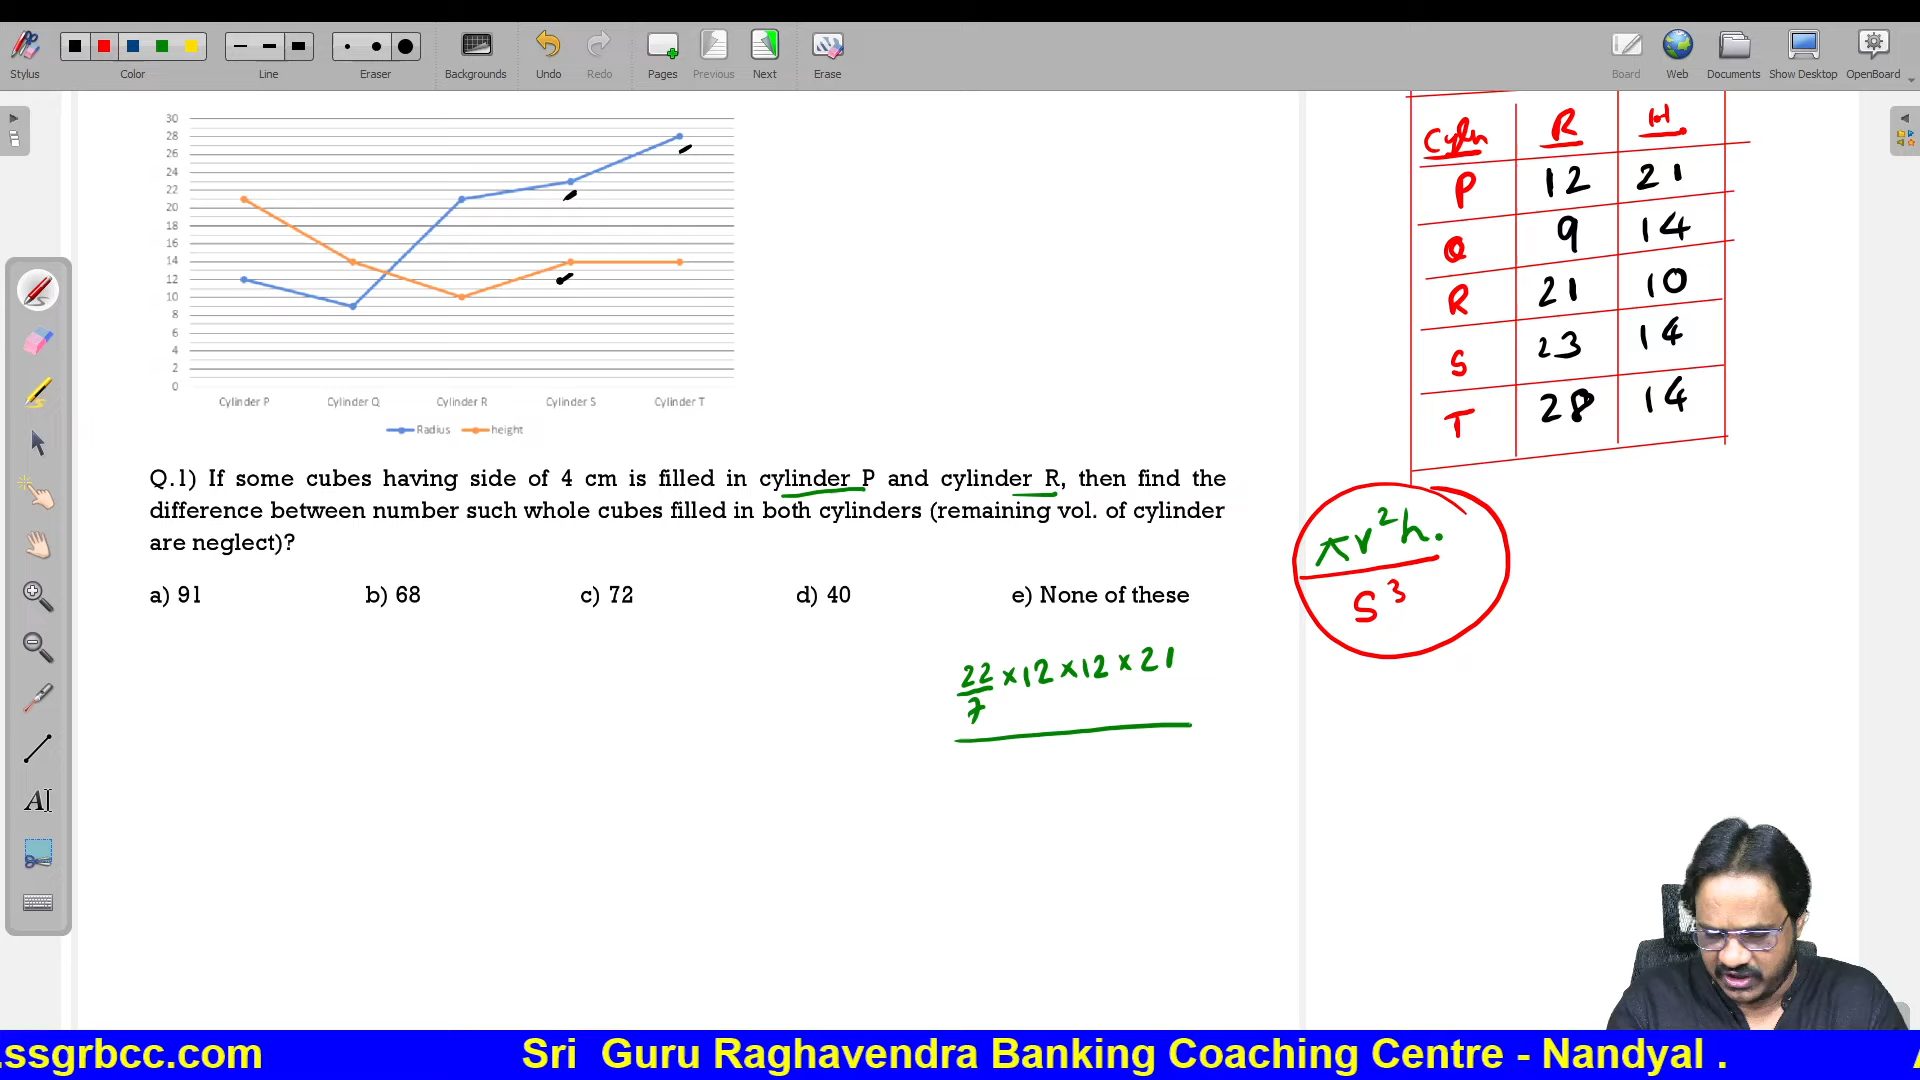 Stylus
Color
Line
Eraser
Backgrounds
Undo
Redo
Pages
Previous
Next
Erase
Board
Web
Documents
Show Desktop
OpenBoard
30
28
26
24
22
20
18
16
14
12
10
8
6
4
2
0
Cylinder P Cylinder Q Cylinder R Cylinder S Cylinder T
Radius height
R H
P 12 21
Q 9 14
R 21 10
S 23 14
T 28 14
Q.1) If some cubes having side of 4 cm is filled in cylinder P and cylinder R, then find the
difference between number such whole cubes filled in both cylinders (remaining vol. of cylinder
are neglect)?
a) 91 b) 68 c) 72 d) 40 e) None of these
πr²h.
S³
22 × 12 × 12 × 21
7
.ssgrbcc.com Sri Guru Raghavendra Banking Coaching Centre - Nandyal .